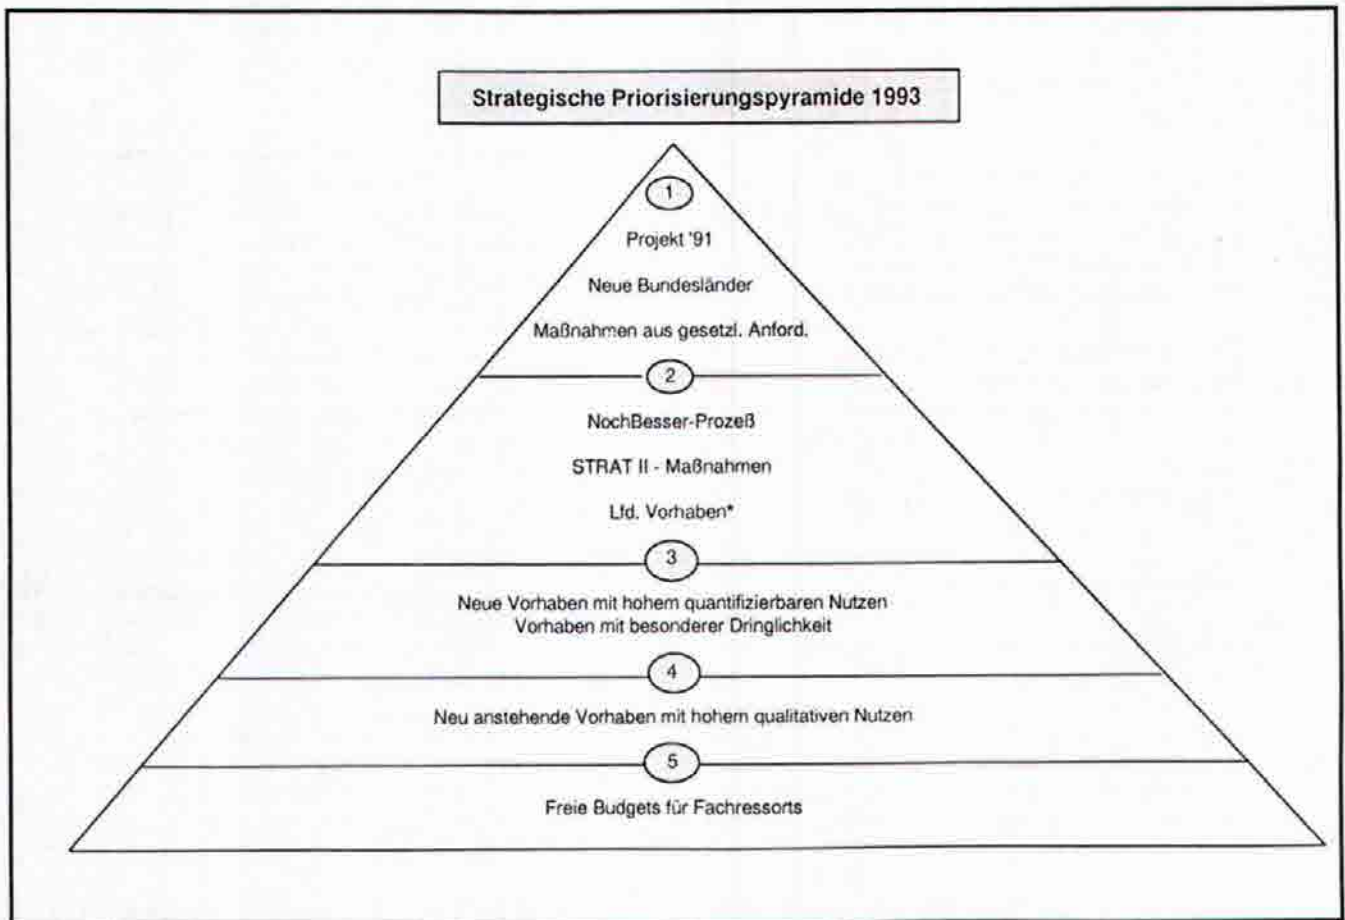 Strategische Priorisierungspyramide 1993
1
Projekt '91
Neue Bundesländer
Maßnahmen aus gesetzl. Anford.
2
NochBesser-Prozeß
STRAT II - Maßnahmen
Lfd. Vorhaben*
3
Neue Vorhaben mit hohem quantifizierbaren Nutzen
Vorhaben mit besonderer Dringlichkeit
4
Neu anstehende Vorhaben mit hohem qualitativen Nutzen
5
Freie Budgets für Fachressorts